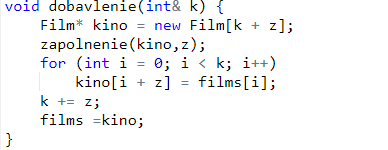 void dobavlenie(int& k) {
    Film* kino = new Film[k + z];
    zapolnenie(kino,z);
    for (int i = 0; i < k; i++)
        kino[i + z] = films[i];
    k += z;
    films =kino;
}